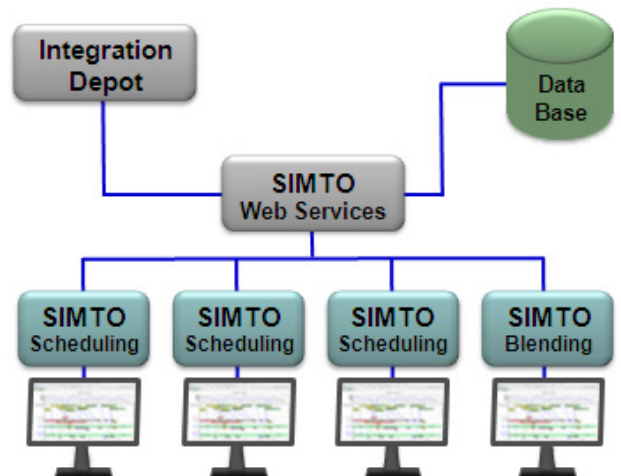 Integration
Depot
Data
Base
SIMTO
Web Services
SIMTO
Scheduling
SIMTO
Scheduling
SIMTO
Scheduling
SIMTO
Blending